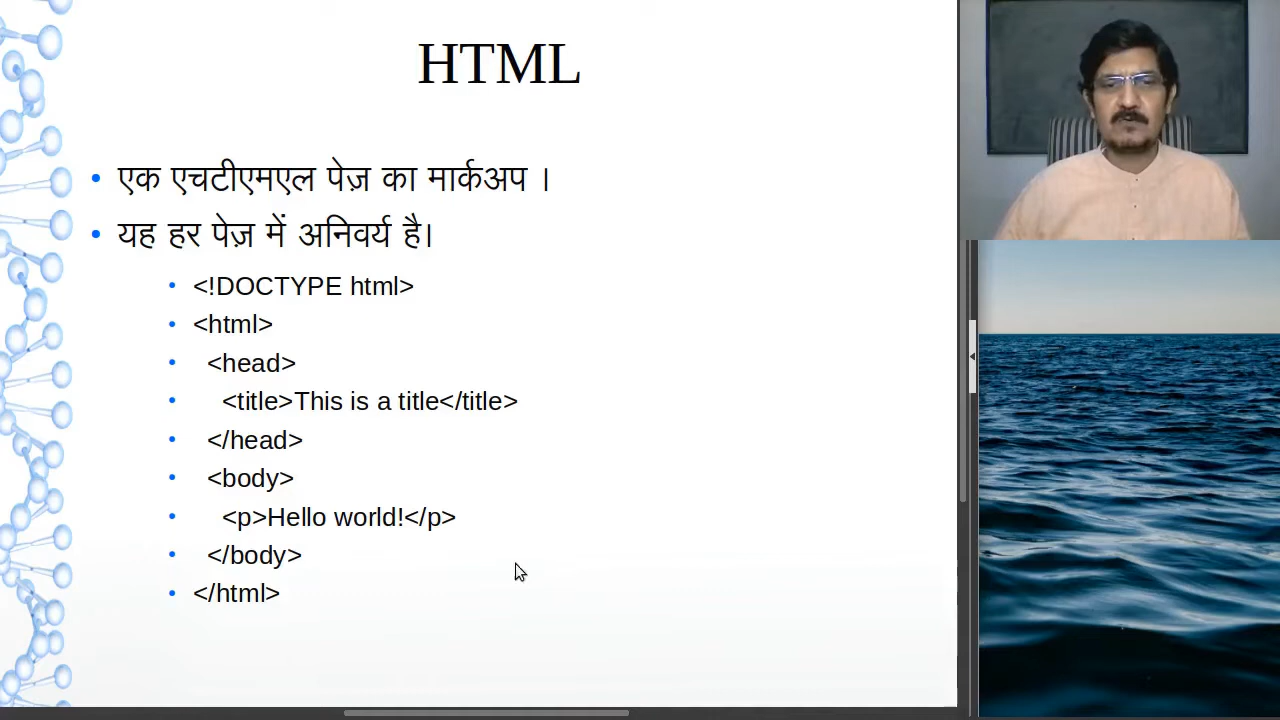 HTML
एक एचटीएमएल पेज़ का मार्कअप ।
यह हर पेज़ में अनिवर्य है।
<!DOCTYPE html>
<html>
<head>
<title>This is a title</title>
</head>
<body>
<p>Hello world!</p>
</body>
</html>